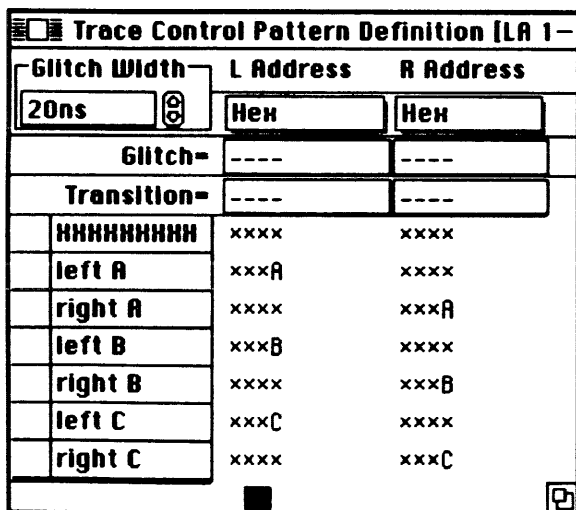 Trace Control Pattern Definition [LA 1-
Glitch Width L Address R Address
20ns Hex Hex
Glitch= ---- ----
Transition= ---- ----
XXXXXXXXX xxxx xxxx
left A xxxA xxxx
right A xxxx xxxA
left B xxxB xxxx
right B xxxx xxxB
left C xxxC xxxx
right C xxxx xxxC